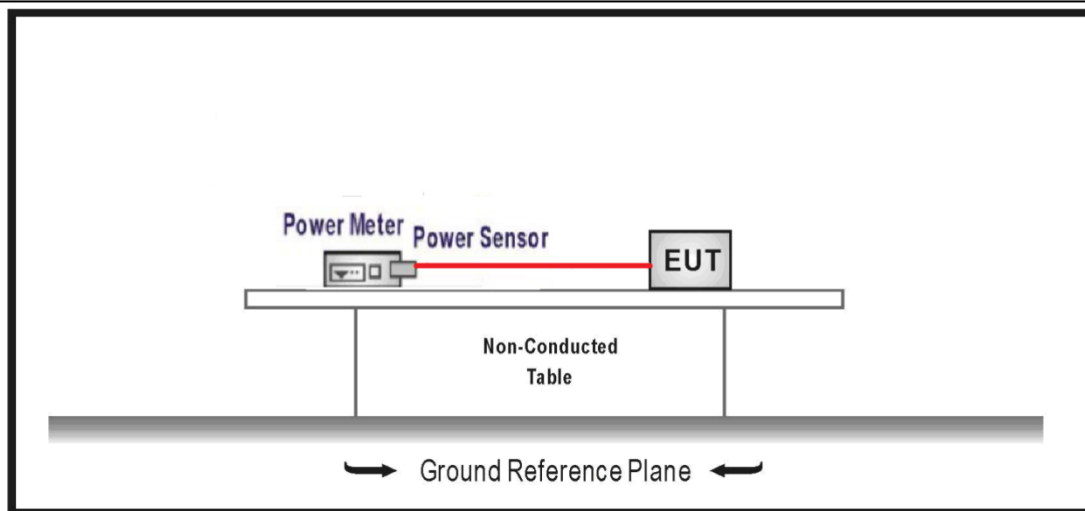 Power Meter
Power Sensor
EUT
Non-Conducted
Table
Ground Reference Plane